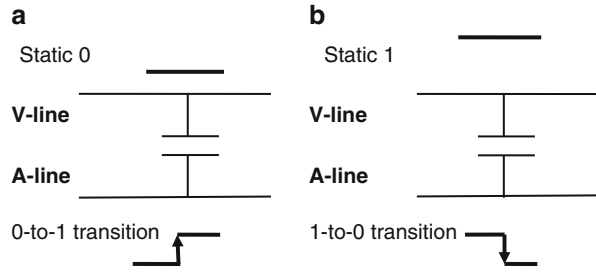 a
Static 0
V-line
A-line
0-to-1 transition
b
Static 1
V-line
A-line
1-to-0 transition